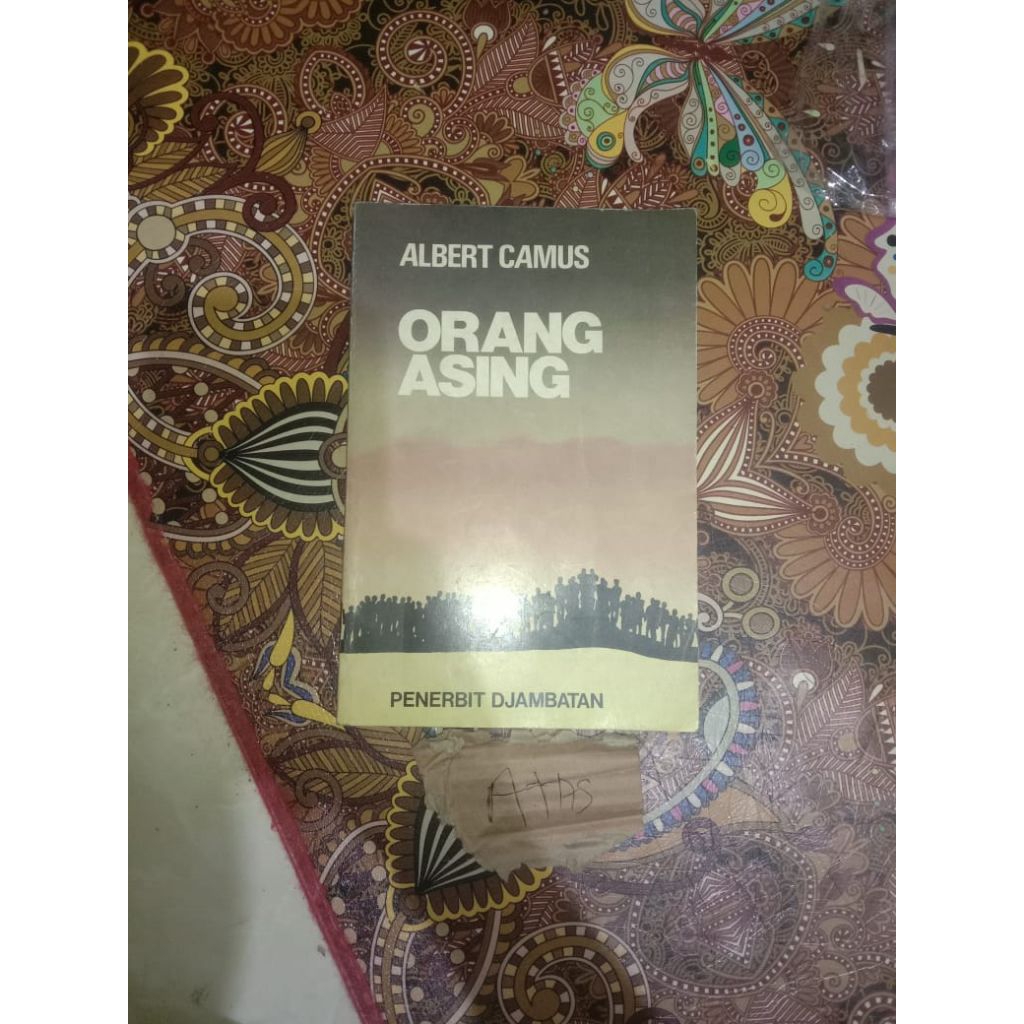 ALBERT CAMUS
ORANG
ASING
PENERBIT DJAMBATAN
Atas